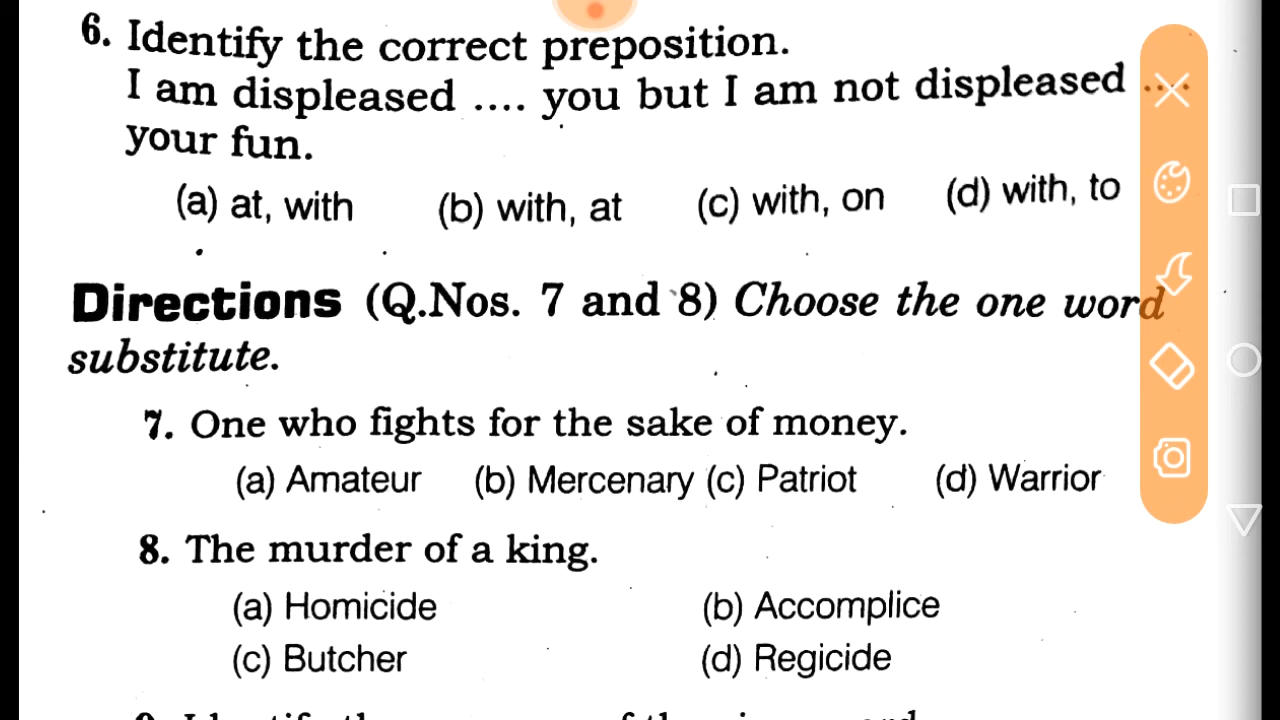 6. Identify the correct preposition.
I am displeased .... you but I am not displeased ....
your fun.
(a) at, with (b) with, at (c) with, on (d) with, to
Directions (Q.Nos. 7 and 8) Choose the one word
substitute.
7. One who fights for the sake of money.
(a) Amateur (b) Mercenary (c) Patriot (d) Warrior
8. The murder of a king.
(a) Homicide (b) Accomplice
(c) Butcher (d) Regicide